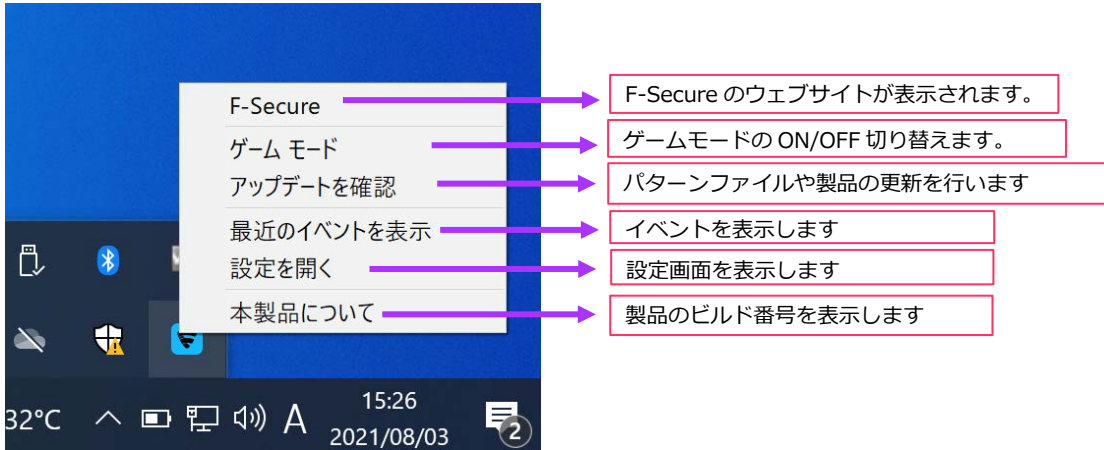 F-Secure
F-Secure のウェブサイトが表示されます。
ゲーム モード
ゲームモードの ON/OFF 切り替えます。
アップデートを確認
パターンファイルや製品の更新を行います
最近のイベントを表示
イベントを表示します
設定を開く
設定画面を表示します
本製品について
製品のビルド番号を表示します
32°C
A
15:26
2021/08/03
2